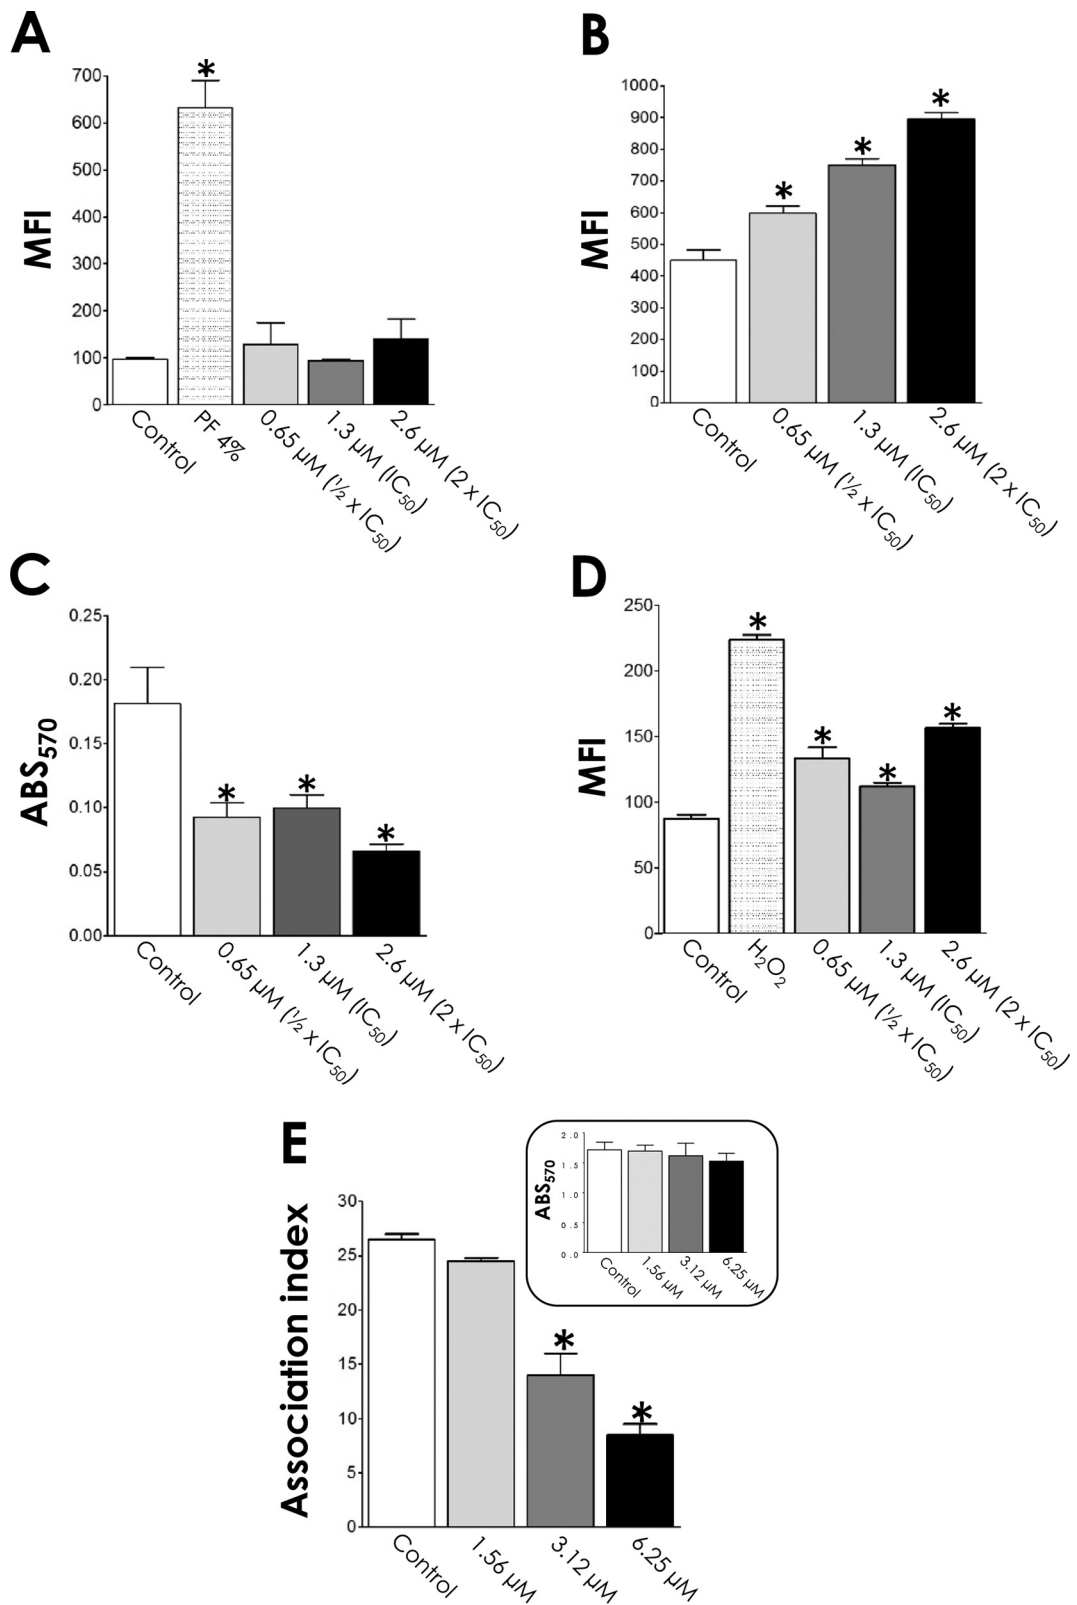 A
*
700
600
500
400
300
200
100
0
MFI
Control
PF 4%
0.65 µM (½ x IC50)
1.3 µM (IC50)
2.6 µM (2 x IC50)
B
*
*
*
1000
900
800
700
600
500
400
300
200
100
0
MFI
Control
0.65 µM (½ x IC50)
1.3 µM (IC50)
2.6 µM (2 x IC50)
C
0.25
0.20
0.15
0.10
0.05
0.00
ABS570
*
*
*
Control
0.65 µM (½ x IC50)
1.3 µM (IC50)
2.6 µM (2 x IC50)
D
250
200
150
100
50
0
MFI
*
*
*
*
Control
H2O2
0.65 µM (½ x IC50)
1.3 µM (IC50)
2.6 µM (2 x IC50)
E
30
25
20
15
10
5
0
Association index
*
*
Control
1.56 µM
3.12 µM
6.25 µM
2.0
1.5
1.0
0.5
0.0
ABS570
Control
1.56 µM
3.12 µM
6.25 µM